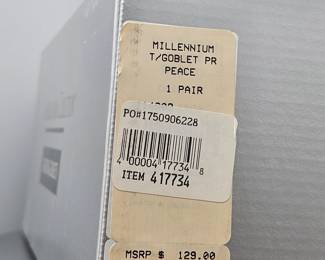 MILLENNIUM
T/GOBLET PR
PEACE
1 PAIR
PO#1750906228
4 00004 17734 8
ITEM 417734
MSRP $ 129.00